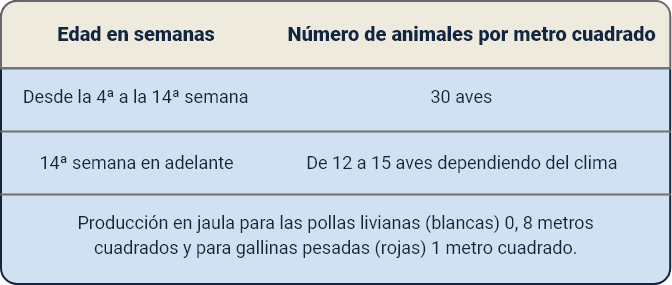 Edad en semanas Número de animales por metro cuadrado
Desde la 4ª a la 14ª semana 30 aves
14ª semana en adelante De 12 a 15 aves dependiendo del clima
Producción en jaula para las pollas livianas (blancas) 0, 8 metros
cuadrados y para gallinas pesadas (rojas) 1 metro cuadrado.